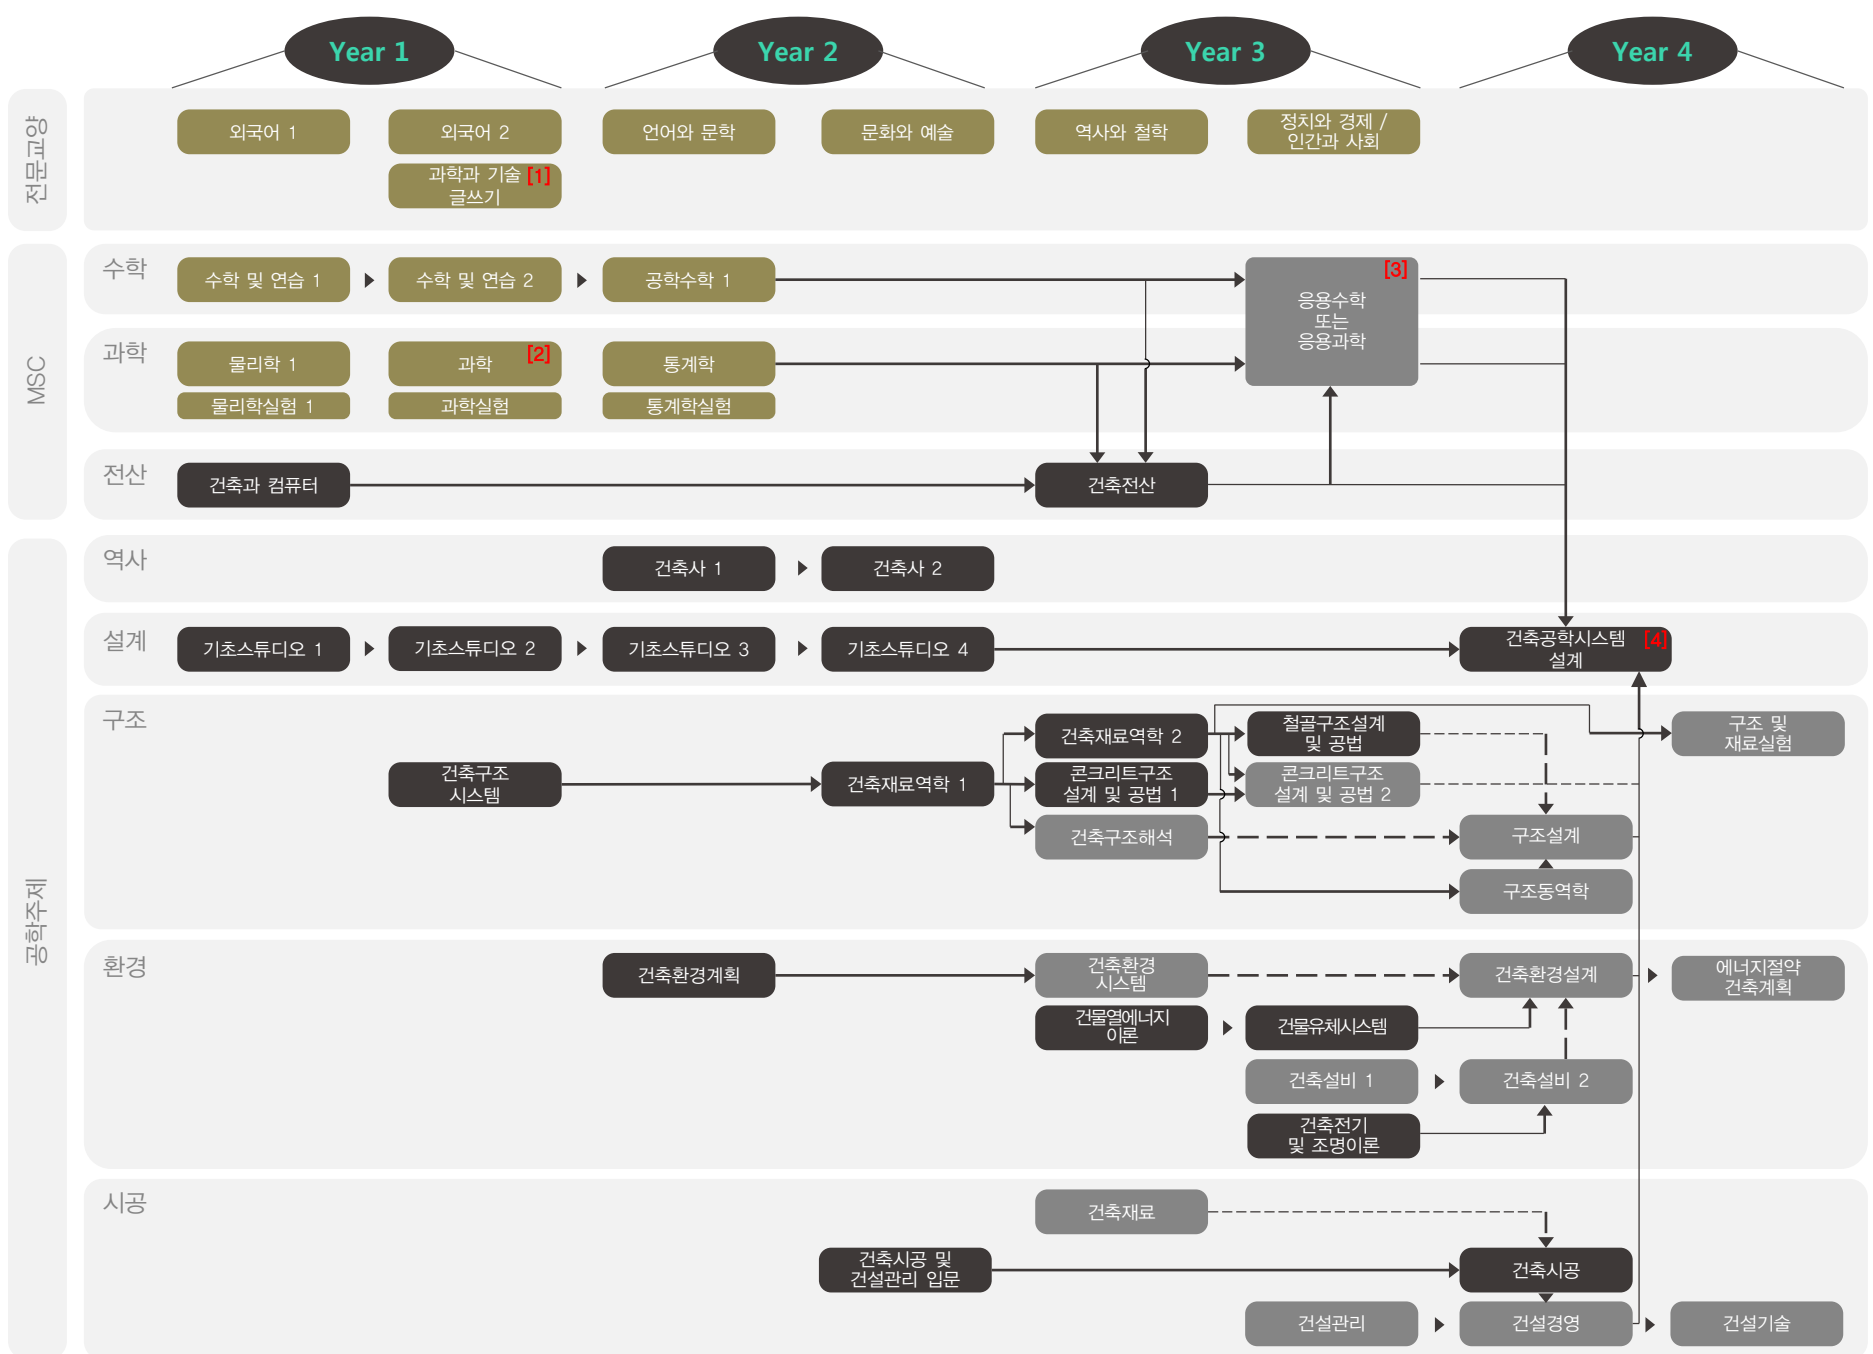 Year 1
Year 2
Year 3
Year 4
전문교양
외국어 1
외국어 2
언어와 문학
문화와 예술
역사와 철학
정치와 경제 /
인간과 사회
과학과 기술 [1]
글쓰기
MSC
수학
수학 및 연습 1
수학 및 연습 2
공학수학 1
[3]
응용수학
또는
응용과학
과학
물리학 1
과학 [2]
통계학
물리학실험 1
과학실험
통계학실험
전산
건축과 컴퓨터
건축전산
공학주제
역사
건축사 1
건축사 2
설계
기초스튜디오 1
기초스튜디오 2
기초스튜디오 3
기초스튜디오 4
건축공학시스템 [4]
설계
구조
건축구조
시스템
건축재료역학 1
건축재료역학 2
철골구조설계
및 공법
구조 및
재료실험
콘크리트구조
설계 및 공법 1
콘크리트구조
설계 및 공법 2
건축구조해석
구조설계
구조동역학
환경
건축환경계획
건축환경
시스템
건축환경설계
에너지절약
건축계획
건물열에너지
이론
건물유체시스템
건축설비 1
건축설비 2
건축전기
및 조명이론
시공
건축재료
건축시공 및
건설관리 입문
건축시공
건설관리
건설경영
건설기술